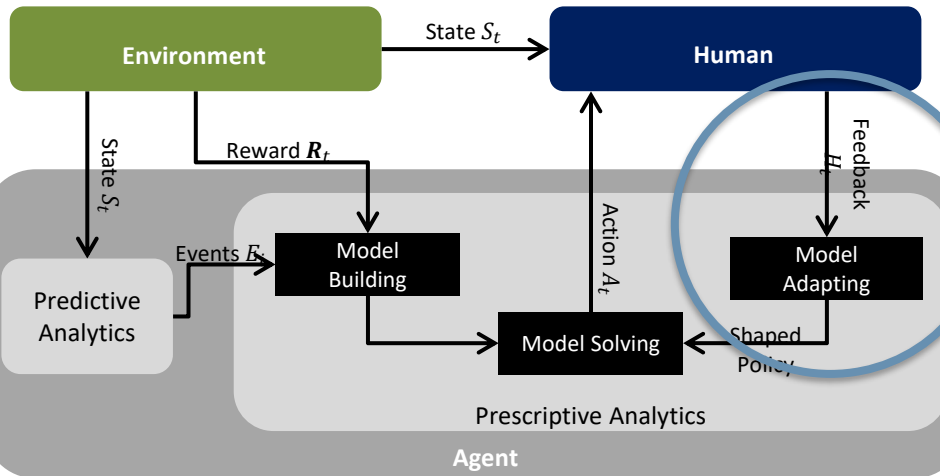 State S_t
Environment
Human
State S_t
Reward R_t
Feedback
H_t
Events E_i
Model
Building
Action A_t
Model
Adapting
Predictive
Analytics
Model Solving
Shaped
Policy
Prescriptive Analytics
Agent